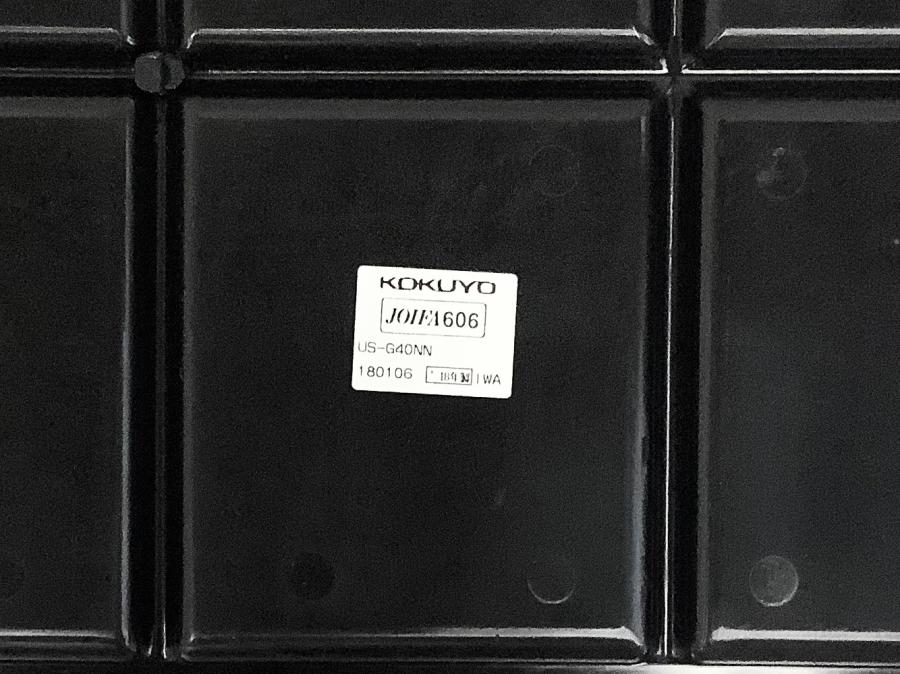 KOKUYO
JOIFA606
US-G40NN
180106 IWA